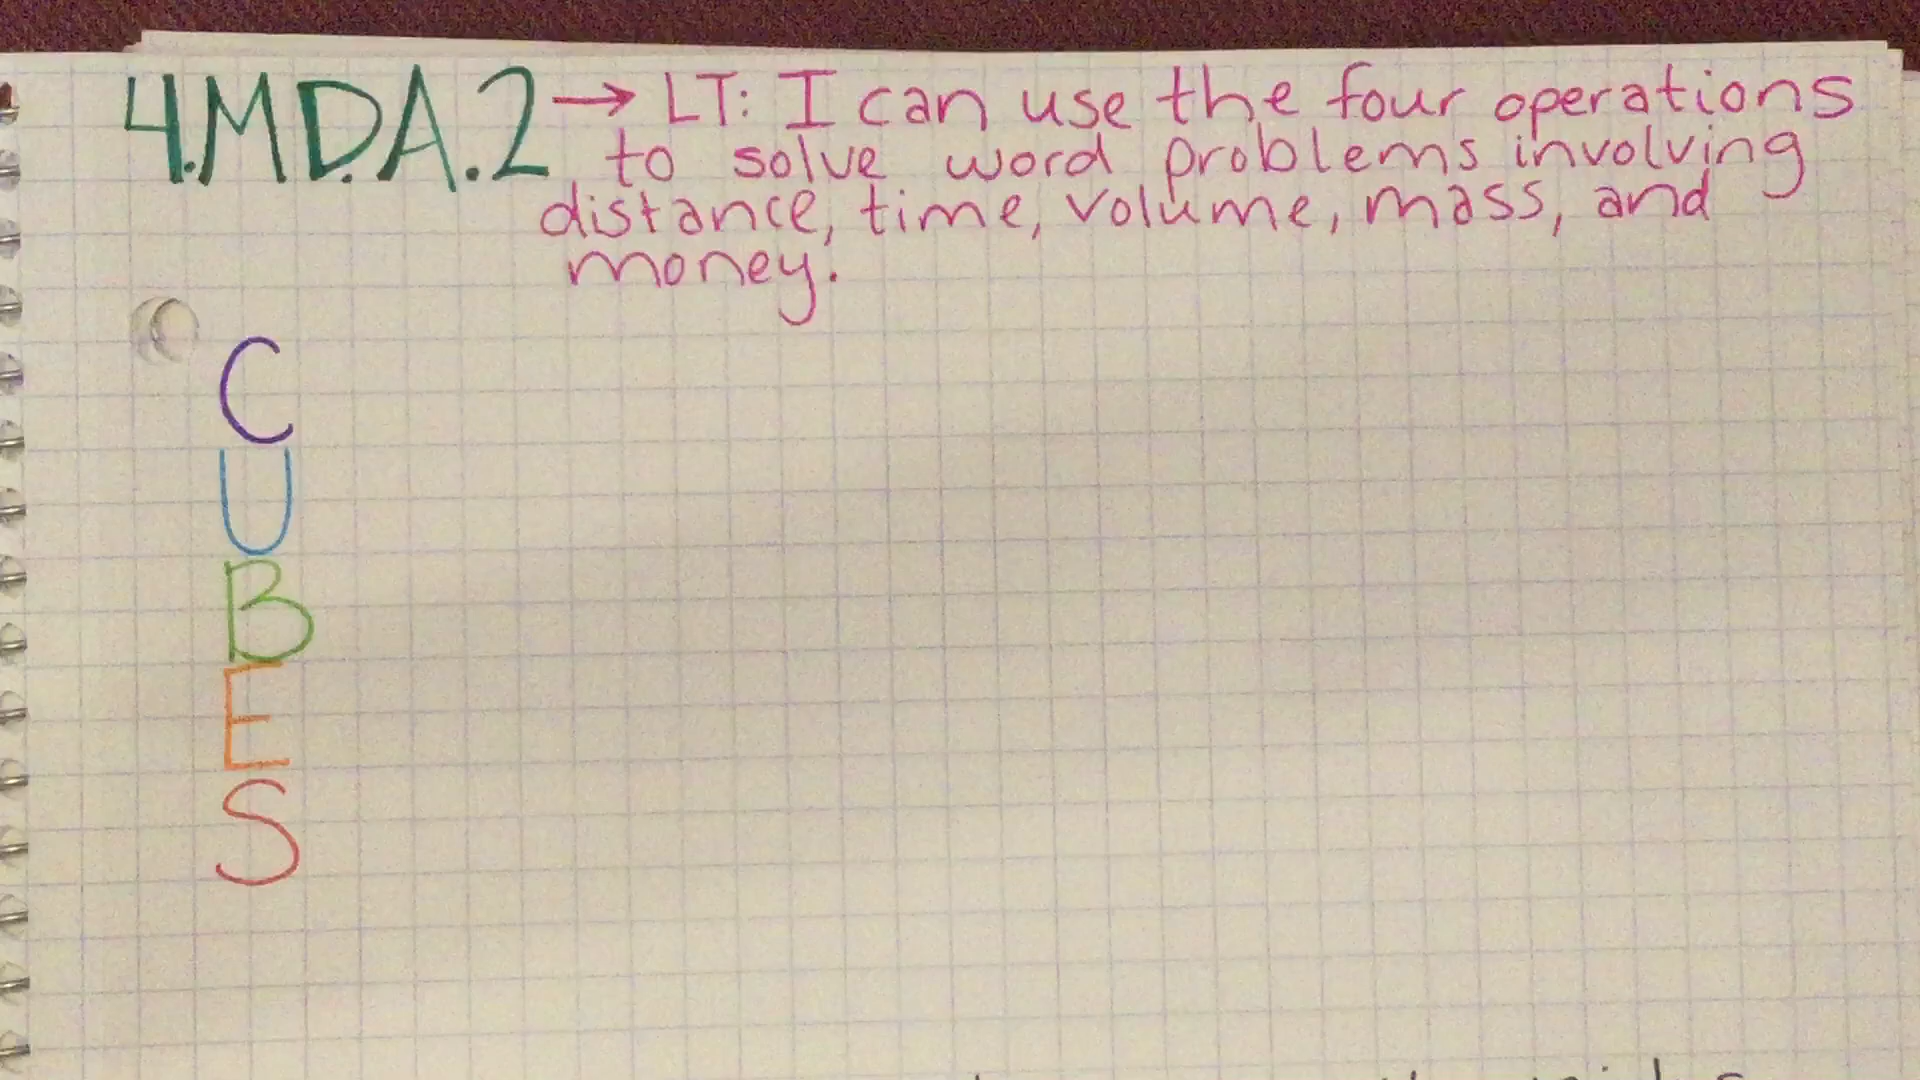 4.MD.A.2 → LT: I can use the four operations
to solve word problems involving
distance, time, volume, mass, and
money.
C
U
B
E
S